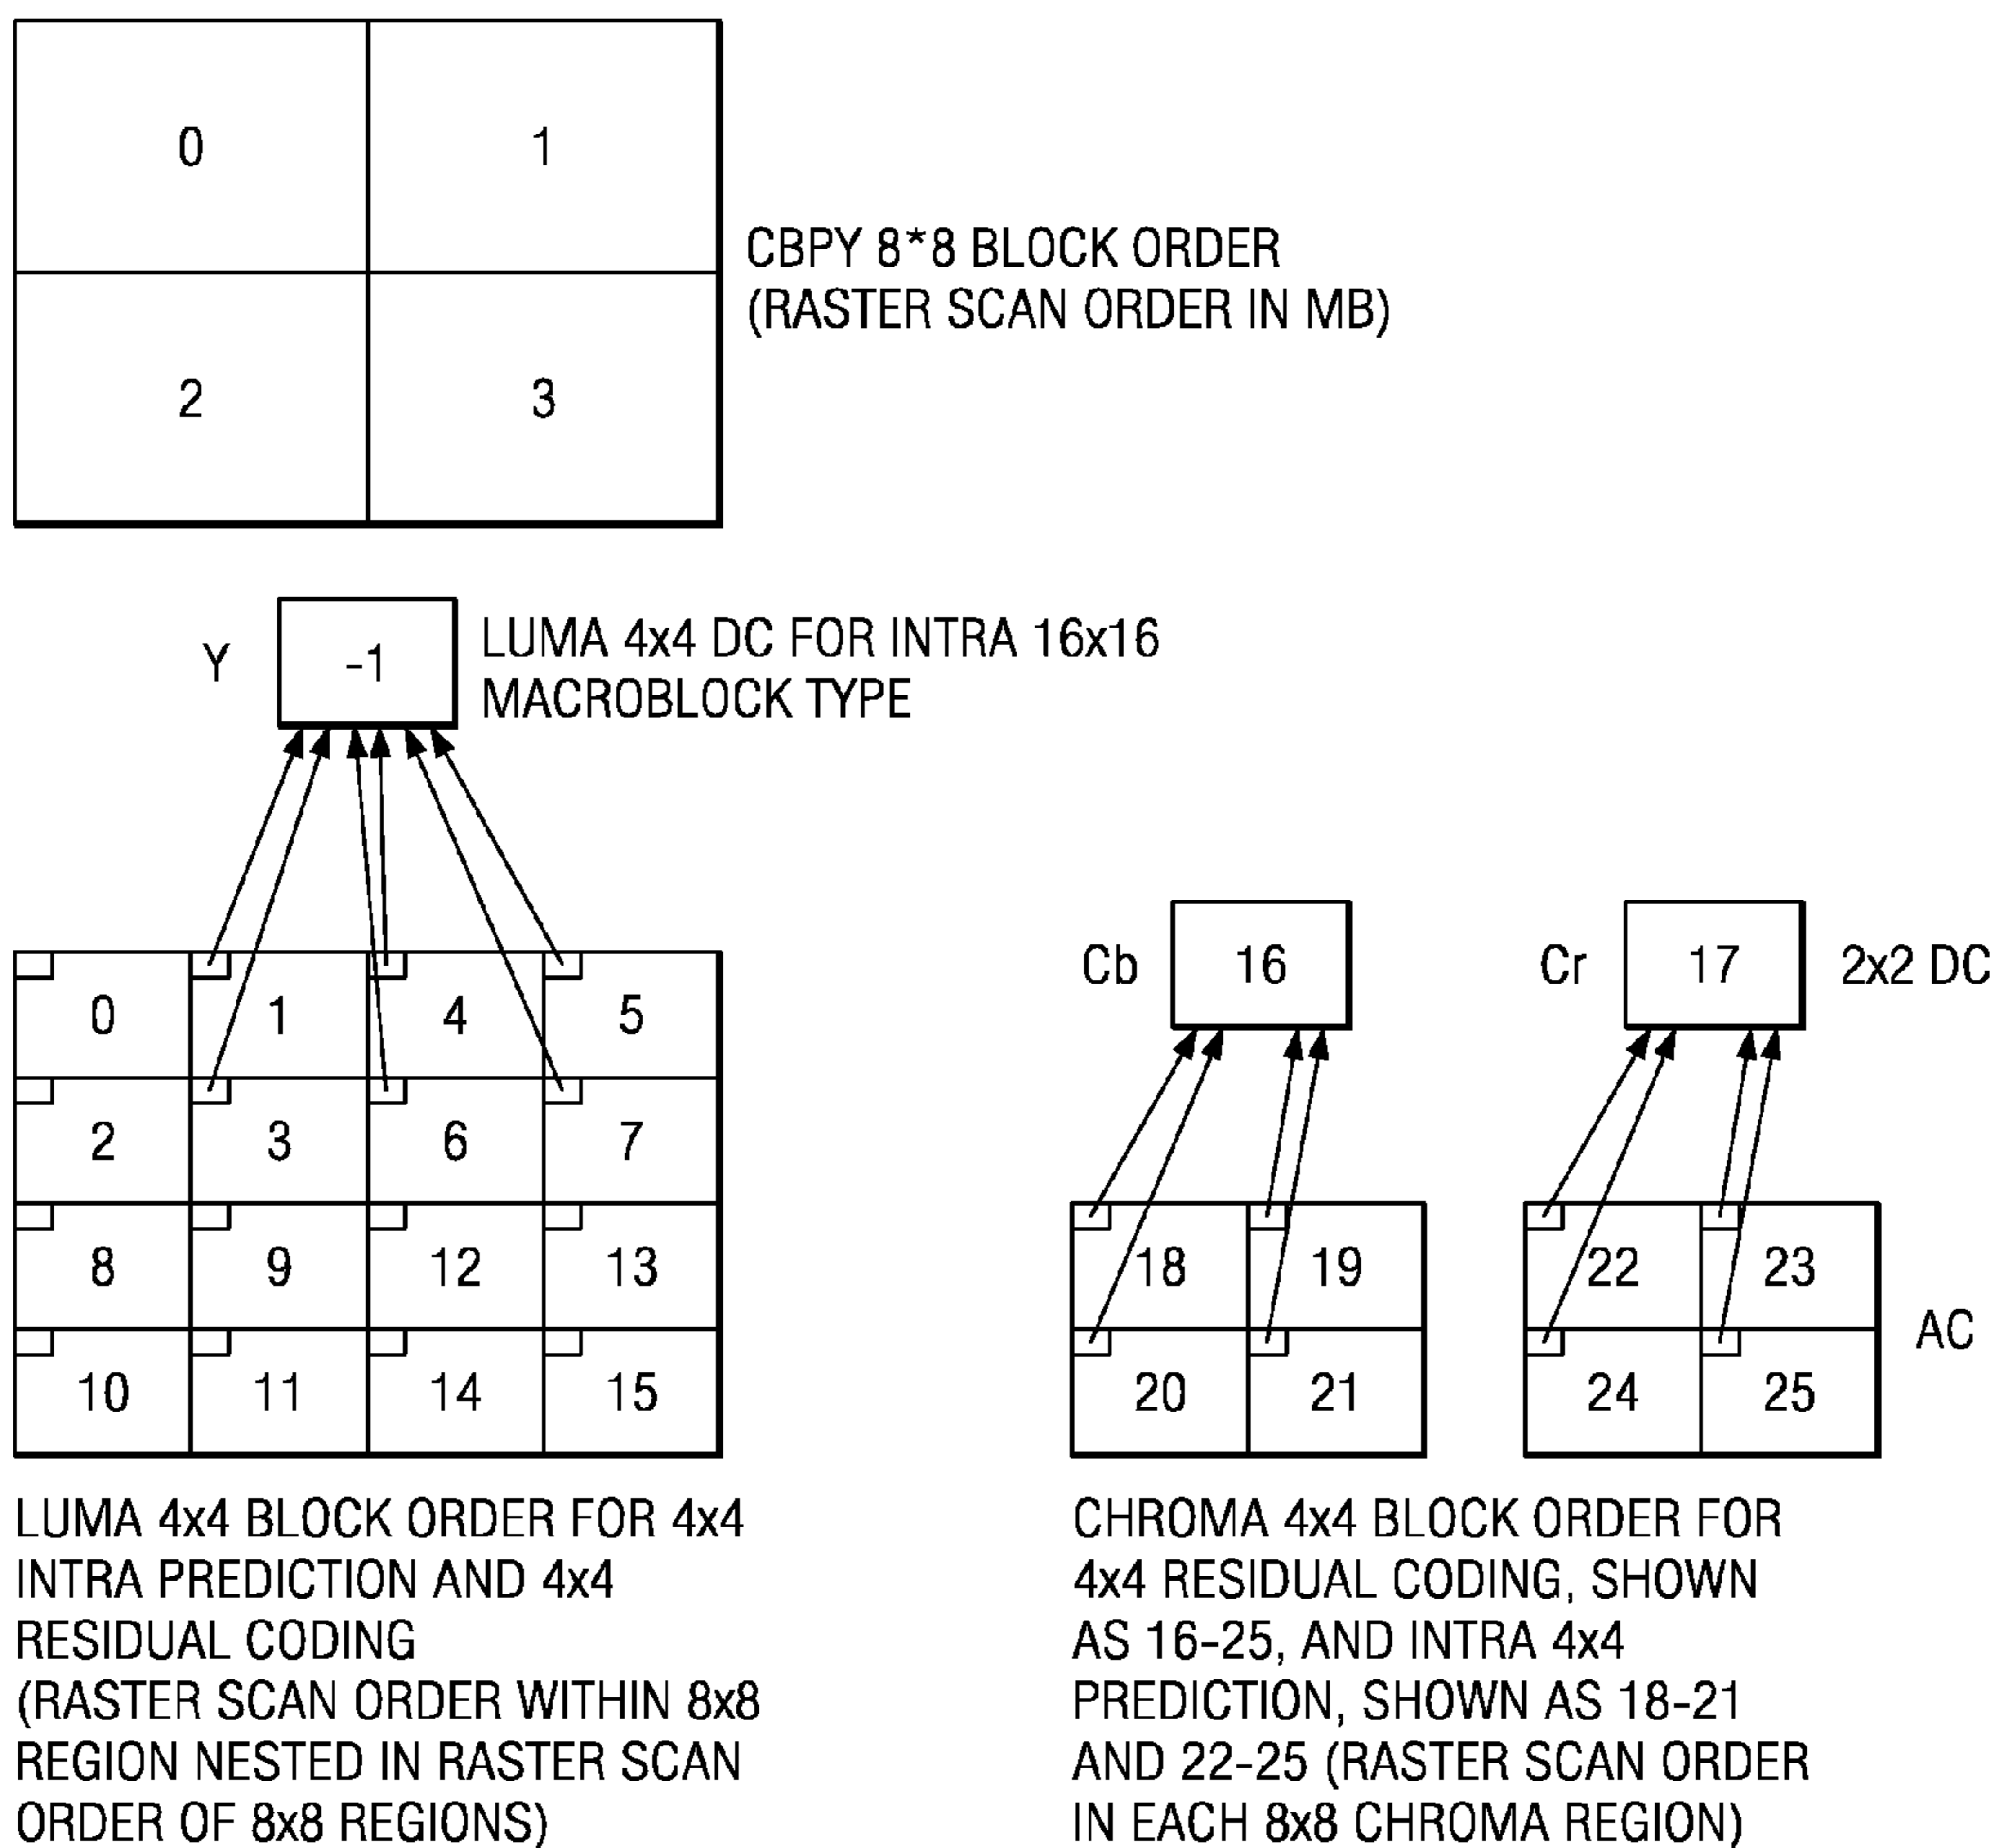 0 1
CBPY 8*8 BLOCK ORDER
(RASTER SCAN ORDER IN MB)
2 3
Y -1 LUMA 4x4 DC FOR INTRA 16x16
MACROBLOCK TYPE
0 1 4 5
2 3 6 7
8 9 12 13
10 11 14 15
LUMA 4x4 BLOCK ORDER FOR 4x4
INTRA PREDICTION AND 4x4
RESIDUAL CODING
(RASTER SCAN ORDER WITHIN 8x8
REGION NESTED IN RASTER SCAN
ORDER OF 8x8 REGIONS)
Cb 16 Cr 17 2x2 DC
18 19 22 23
AC
20 21 24 25
CHROMA 4x4 BLOCK ORDER FOR
4x4 RESIDUAL CODING, SHOWN
AS 16-25, AND INTRA 4x4
PREDICTION, SHOWN AS 18-21
AND 22-25 (RASTER SCAN ORDER
IN EACH 8x8 CHROMA REGION)